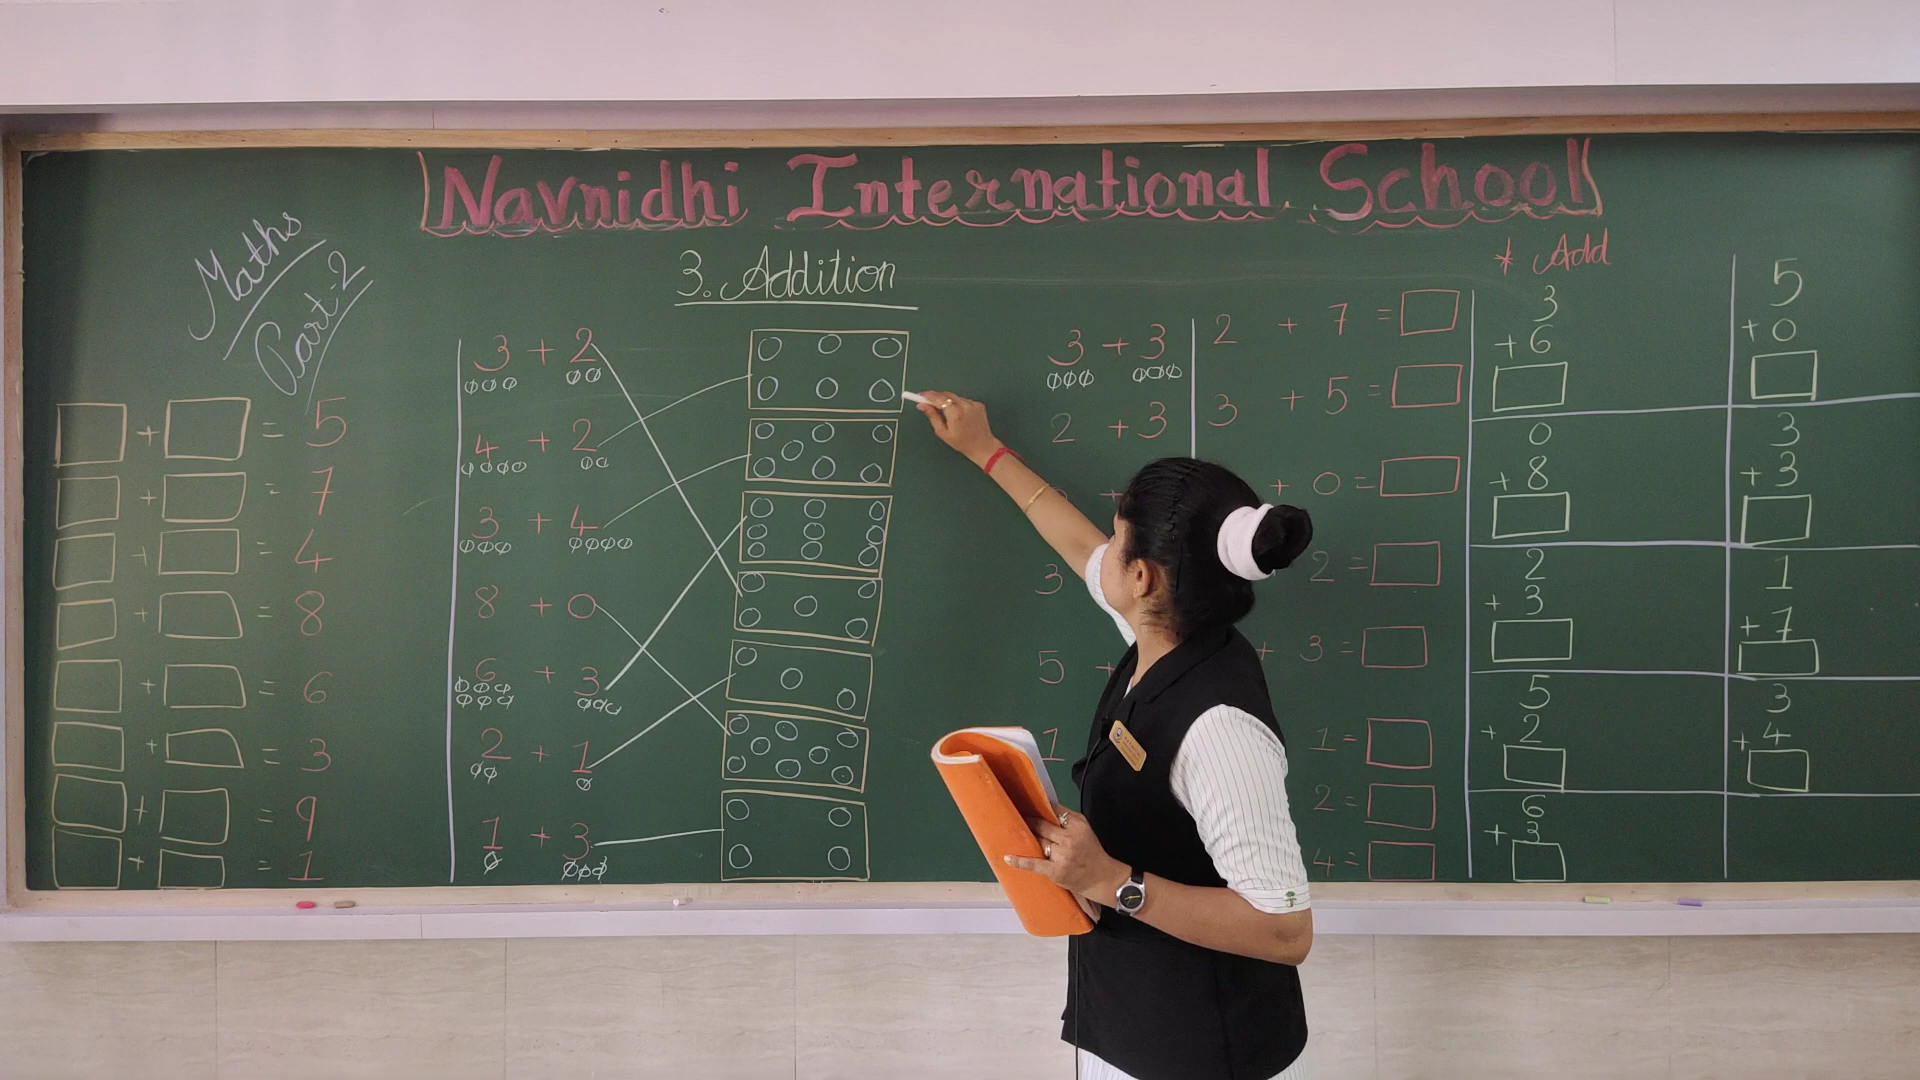 Navnidhi International School
Maths
Part-2
3. Addition
* Add
+ = 5
+ = 7
+ = 4
+ = 8
+ = 6
+ = 3
+ = 9
+ = 1
3 + 2
4 + 2
3 + 4
8 + 0
6 + 3
2 + 1
1 + 3
3 + 3
2 + 3
3
5 +
1
2 + 7 =
3 + 5 =
+ 0 =
2 =
+ 3 =
1 =
2 =
4 =
3
+ 6
0
+ 8
2
+ 3
5
+ 2
6
+ 3
5
+ 0
3
+ 3
1
+ 7
3
+ 4